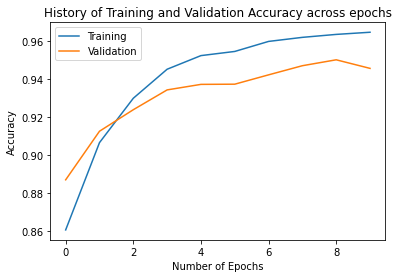 History of Training and Validation Accuracy across epochs
Training
Validation
0.96
0.94
0.92
0.90
0.88
0.86
Accuracy
0 2 4 6 8
Number of Epochs